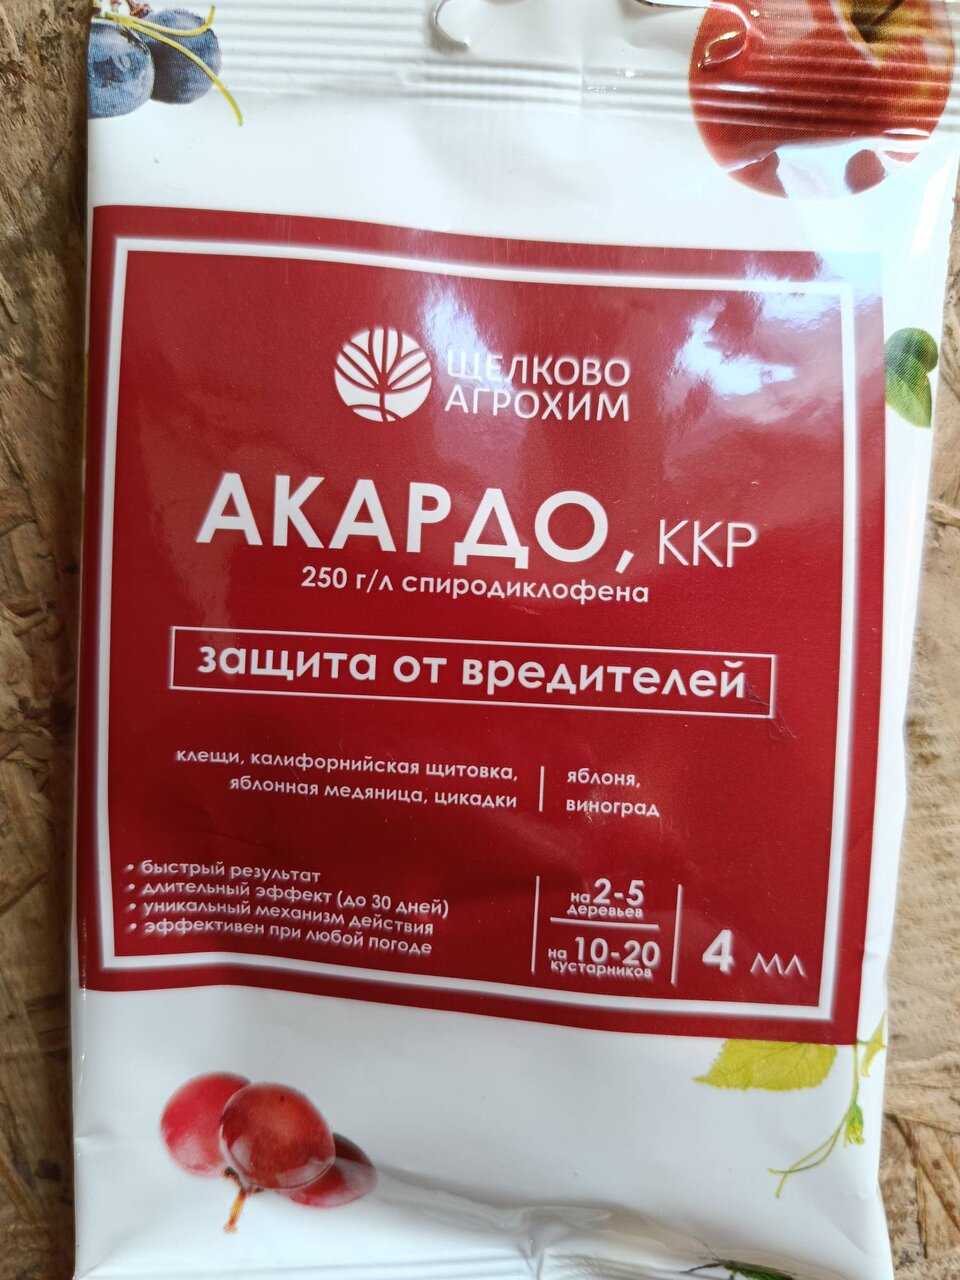 ЩЕЛКОВО
АГРОХИМ
АКАРДО, ККР
250 г/л спиродиклофена
защита от вредителей
клещи, калифорнийская щитовка,
яблонная медяница, цикадки
яблоня,
виноград
• быстрый результат
• длительный эффект (до 30 дней)
• уникальный механизм действия
• эффективен при любой погоде
на 2-5
деревьев
на 10-20
кустарников
4 мл